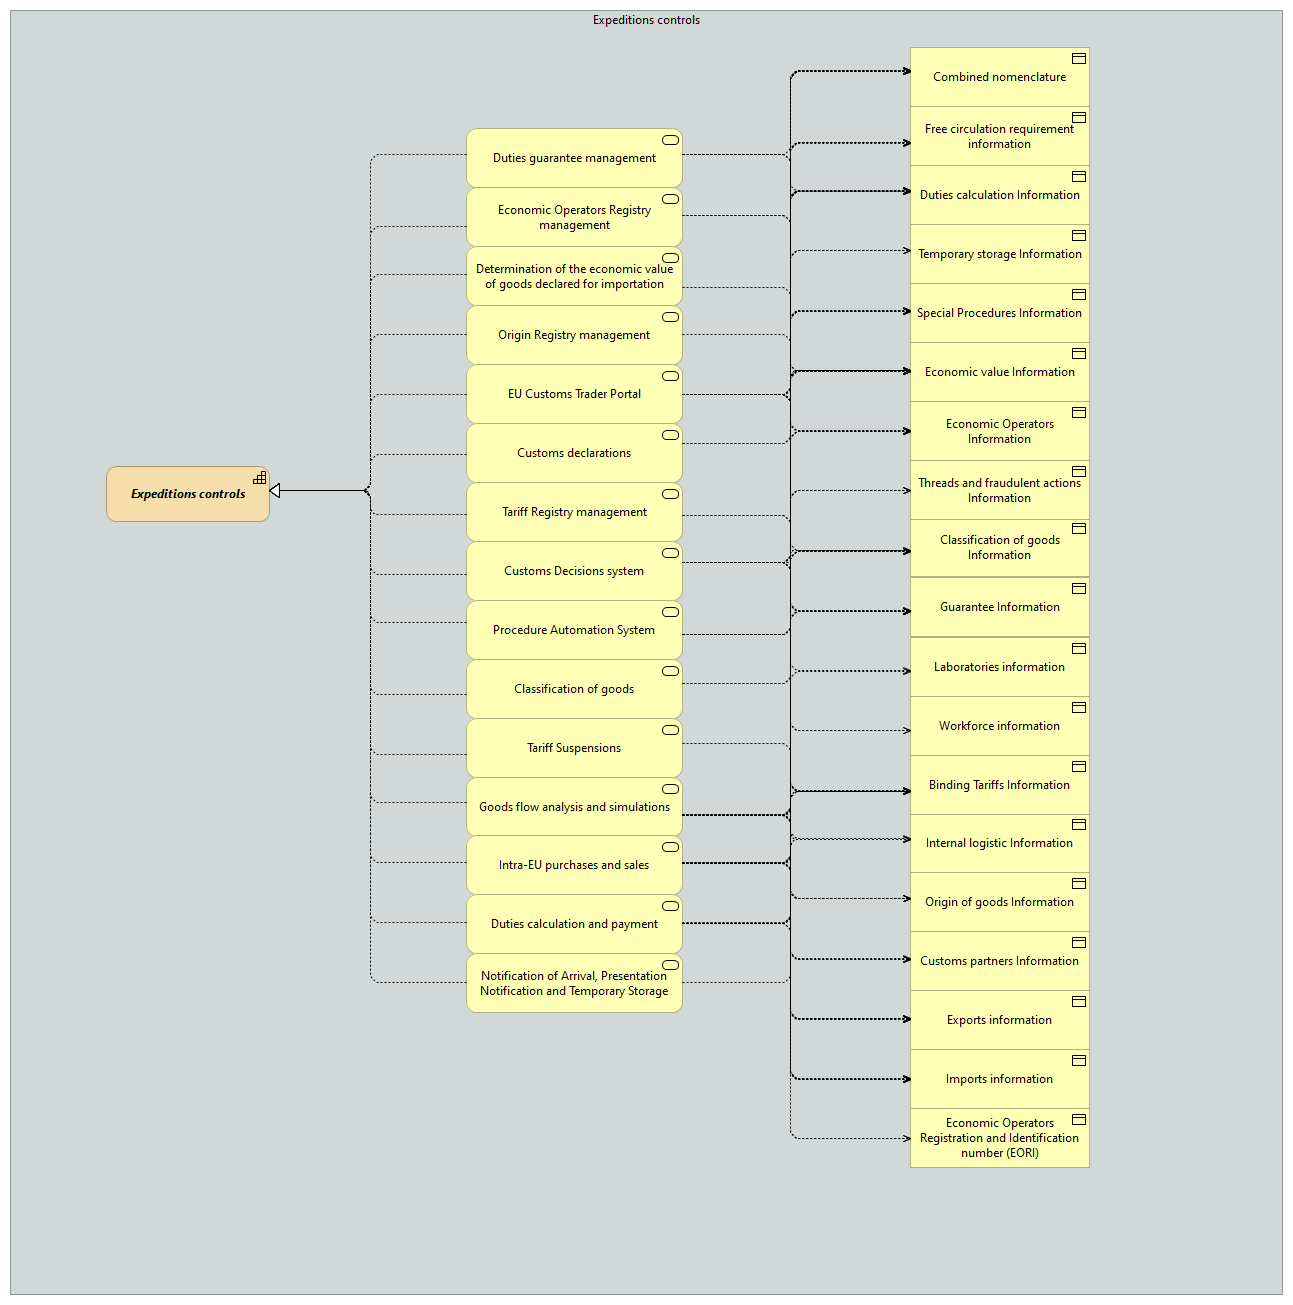 Expeditions controls
Expeditions controls
Duties guarantee management
Economic Operators Registry
management
Determination of the economic value
of goods declared for importation
Origin Registry management
EU Customs Trader Portal
Customs declarations
Tariff Registry management
Customs Decisions system
Procedure Automation System
Classification of goods
Tariff Suspensions
Goods flow analysis and simulations
Intra-EU purchases and sales
Duties calculation and payment
Notification of Arrival, Presentation
Notification and Temporary Storage
Combined nomenclature
Free circulation requirement
information
Duties calculation Information
Temporary storage Information
Special Procedures Information
Economic value Information
Economic Operators
Information
Threads and fraudulent actions
Information
Classification of goods
Information
Guarantee Information
Laboratories information
Workforce information
Binding Tariffs Information
Internal logistic Information
Origin of goods Information
Customs partners Information
Exports information
Imports information
Economic Operators
Registration and Identification
number (EORI)